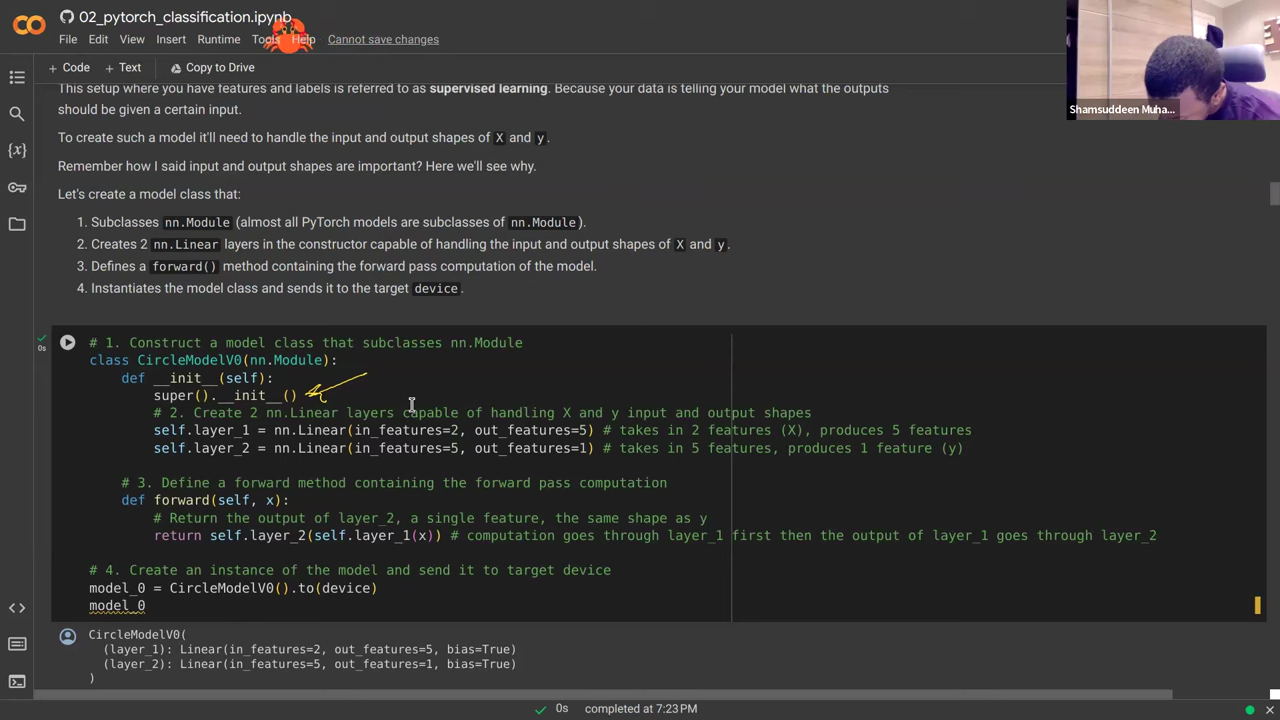 02_pytorch_classification.ipynb
File Edit View Insert Runtime Tools Help Cannot save changes
+ Code + Text Copy to Drive
Shamsuddeen Muha...
This setup where you have features and labels is referred to as supervised learning. Because your data is telling your model what the outputs
should be given a certain input.
To create such a model it'll need to handle the input and output shapes of X and y.
Remember how I said input and output shapes are important? Here we'll see why.
Let's create a model class that:
1. Subclasses nn.Module (almost all PyTorch models are subclasses of nn.Module).
2. Creates 2 nn.Linear layers in the constructor capable of handling the input and output shapes of X and y.
3. Defines a forward() method containing the forward pass computation of the model.
4. Instantiates the model class and sends it to the target device.
# 1. Construct a model class that subclasses nn.Module
class CircleModelV0(nn.Module):
def __init__(self):
super().__init__()
# 2. Create 2 nn.Linear layers capable of handling X and y input and output shapes
self.layer_1 = nn.Linear(in_features=2, out_features=5) # takes in 2 features (X), produces 5 features
self.layer_2 = nn.Linear(in_features=5, out_features=1) # takes in 5 features, produces 1 feature (y)
# 3. Define a forward method containing the forward pass computation
def forward(self, x):
# Return the output of layer_2, a single feature, the same shape as y
return self.layer_2(self.layer_1(x)) # computation goes through layer_1 first then the output of layer_1 goes through layer_2
# 4. Create an instance of the model and send it to target device
model_0 = CircleModelV0().to(device)
model_0
0s
CircleModelV0(
(layer_1): Linear(in_features=2, out_features=5, bias=True)
(layer_2): Linear(in_features=5, out_features=1, bias=True)
)
0s completed at 7:23 PM